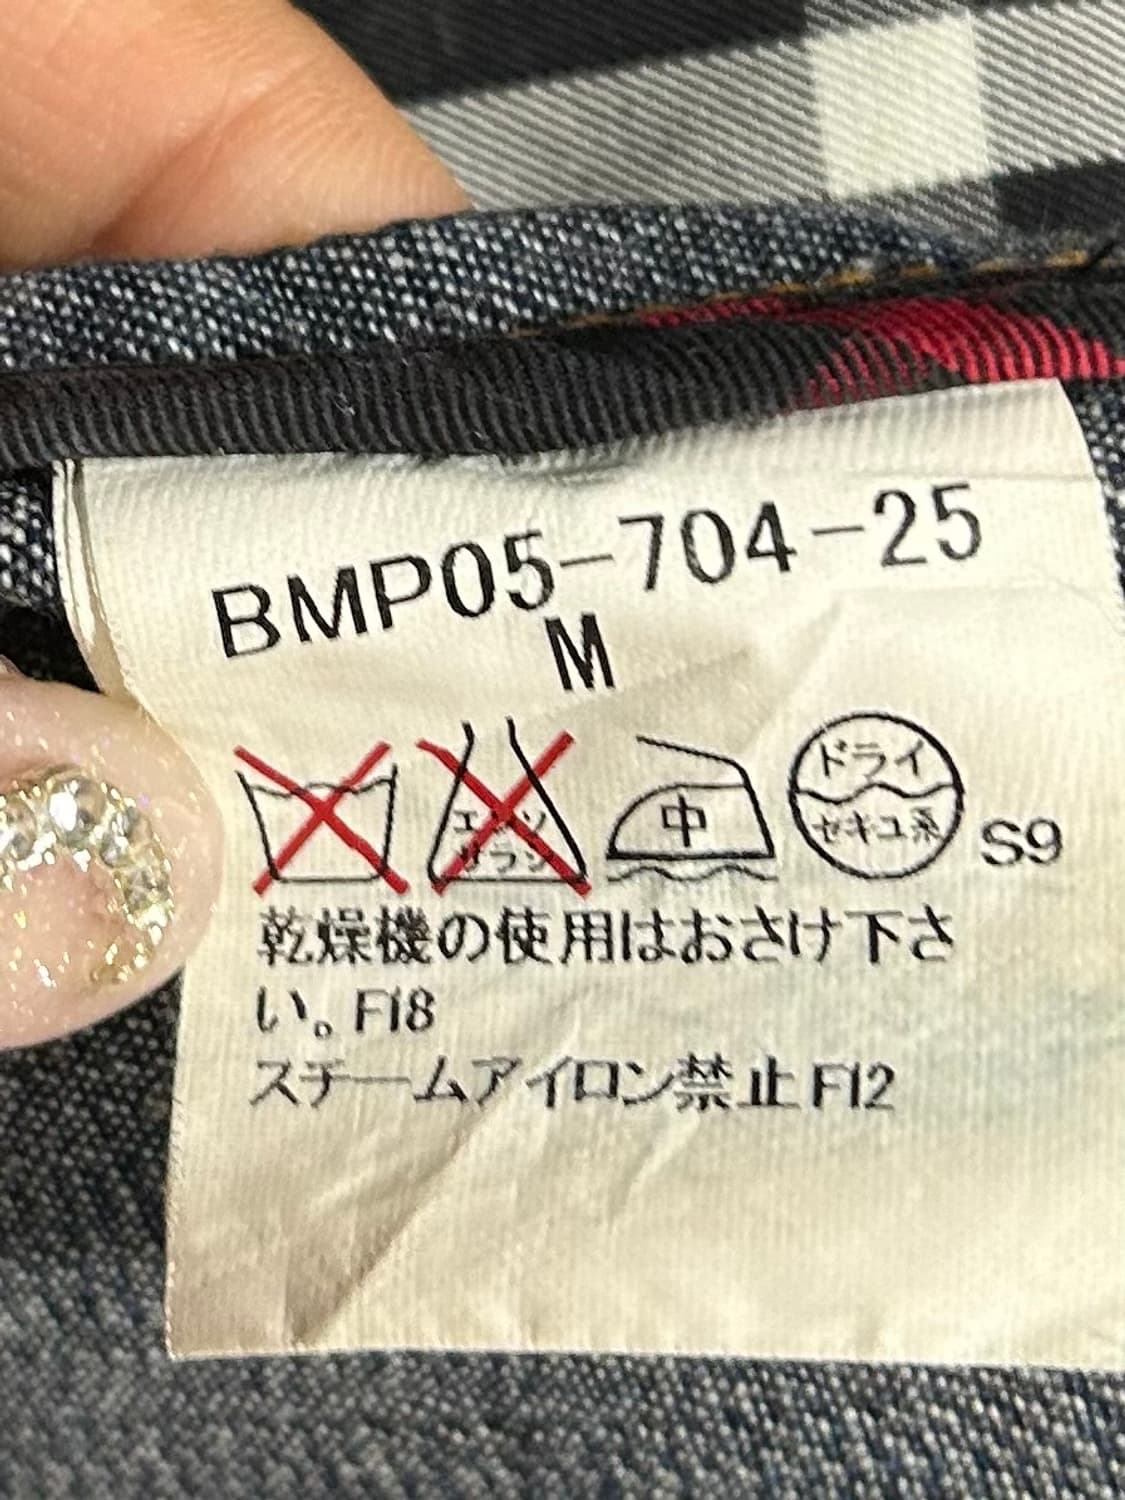 BMP05-704-25
M
エンソ
サラシ
中
ドライ
セキユ系
S9
乾燥機の使用はおさけ下さ
い。F18
スチームアイロン禁止F12